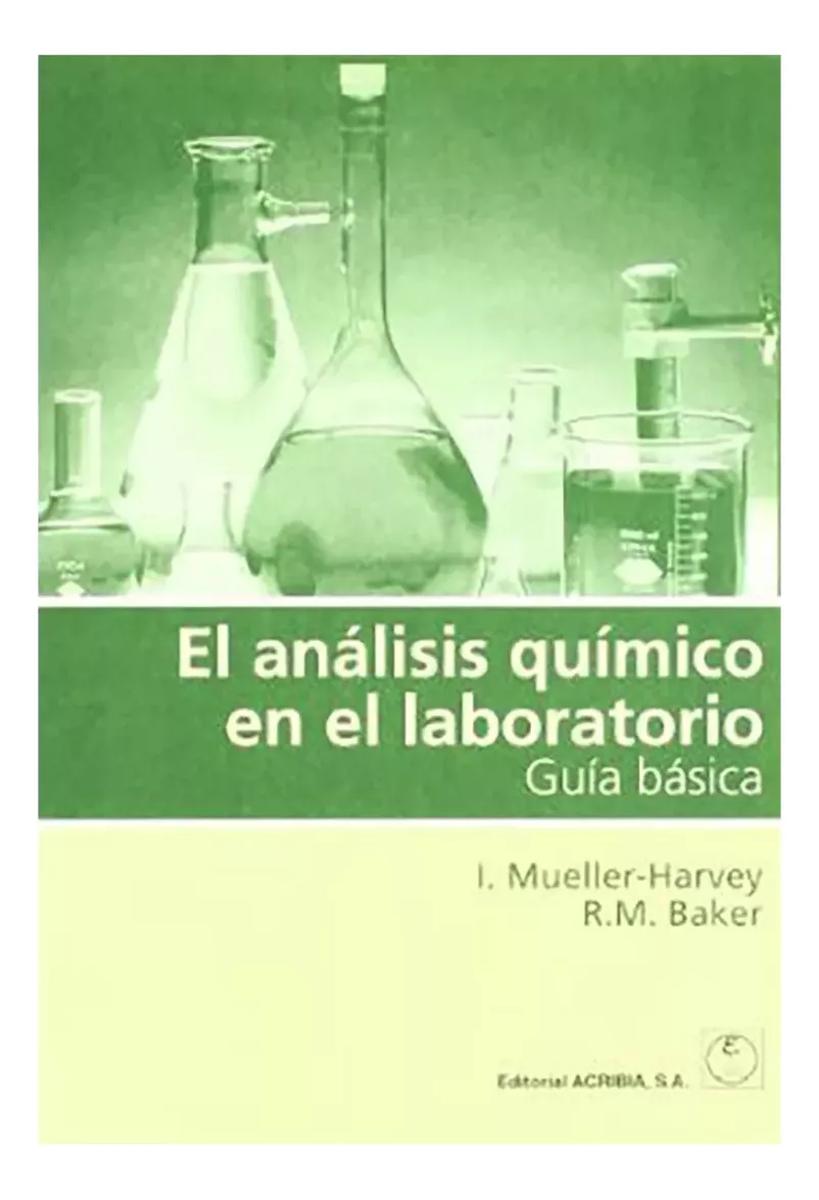 El análisis químico
en el laboratorio
Guía básica
I. Mueller-Harvey
R.M. Baker
Editorial ACRIBIA, S.A.